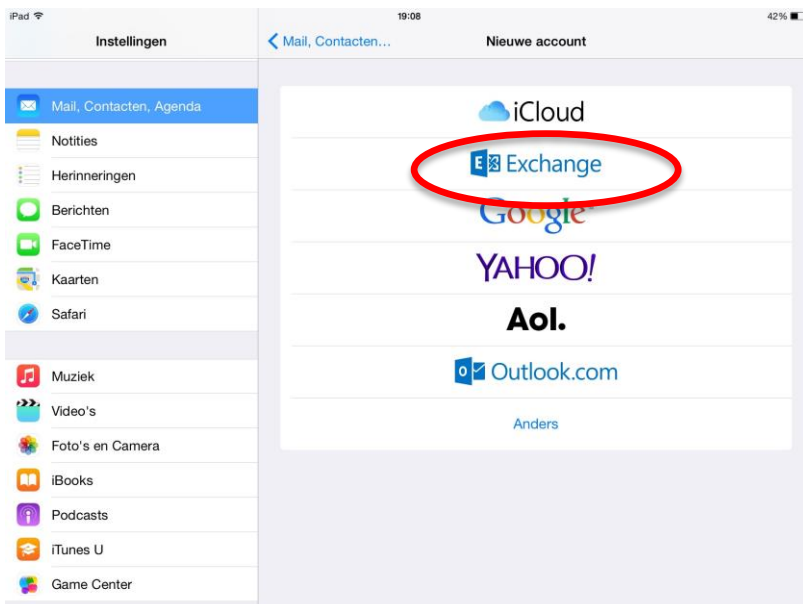 iPad 19:08 42%
Instellingen
Mail, Contacten... Nieuwe account
Mail, Contacten, Agenda
Notities
Herinneringen
Berichten
FaceTime
Kaarten
Safari
Muziek
Video's
Foto's en Camera
iBooks
Podcasts
iTunes U
Game Center
iCloud
E Exchange
Google
YAHOO!
Aol.
o Outlook.com
Anders